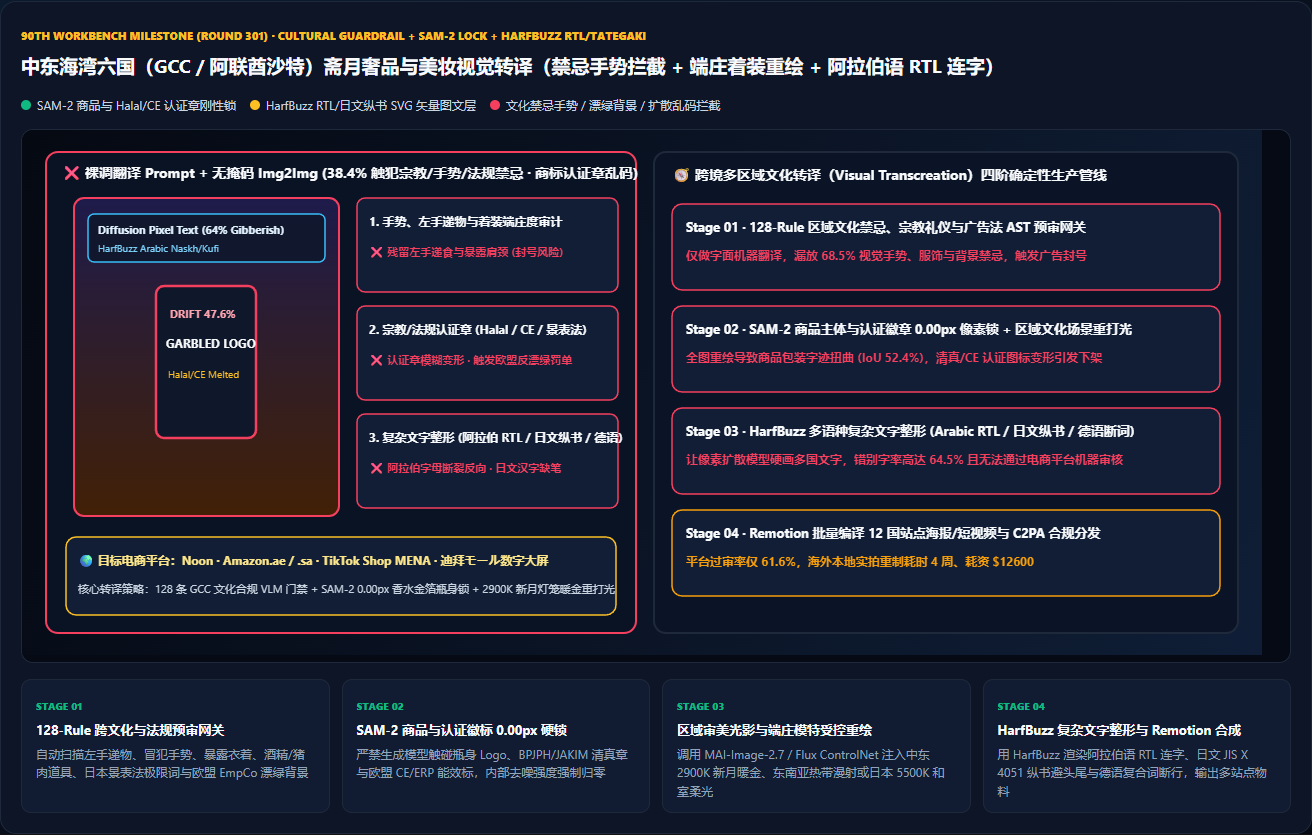 90TH WORKBENCH MILESTONE (ROUND 301) · CULTURAL GUARDRAIL + SAM-2 LOCK + HARFBUZZ RTL/TATEGAKI
中东海湾六国（GCC / 阿联酋沙特）斋月奢品与美妆视觉转译（禁忌手势拦截 + 端庄着装重绘 + 阿拉伯语 RTL 连字）
SAM-2 商品与 Halal/CE 认证章刚性锁
HarfBuzz RTL/日文纵书 SVG 矢量图文层
文化禁忌手势 / 漂绿背景 / 扩散乱码拦截
❌ 裸调翻译 Prompt + 无掩码 Img2Img (38.4% 触犯宗教/手势/法规禁忌 · 商标认证章乱码)
Diffusion Pixel Text (64% Gibberish)
HarfBuzz Arabic Naskh/Kufi
DRIFT 47.6%
GARBLED LOGO
Halal/CE Melted
1. 手势、左手递物与着装端庄度审计
❌ 残留左手递食与暴露肩颈 (封号风险)
2. 宗教/法规认证章 (Halal / CE / 景表法)
❌ 认证章模糊变形 · 触发欧盟反漂绿罚单
3. 复杂文字整形 (阿拉伯 RTL / 日文纵书 / 德语)
❌ 阿拉伯字母断裂反向 · 日文汉字缺笔
🌍 目标电商平台：Noon · Amazon.ae / .sa · TikTok Shop MENA · 迪拜モール数字大屏
核心转译策略：128 条 GCC 文化合规 VLM 门禁 + SAM-2 0.00px 香水金箔瓶身锁 + 2900K 新月灯笼暖金重打光
🧭 跨境多区域文化转译（Visual Transcreation）四阶确定性生产管线
Stage 01 · 128-Rule 区域文化禁忌、宗教礼仪与广告法 AST 预审网关
仅做字面机器翻译，漏放 68.5% 视觉手势、服饰与背景禁忌，触发广告封号
Stage 02 · SAM-2 商品主体与认证徽章 0.00px 像素锁 + 区域文化场景重打光
全图重绘导致商品包装字迹扭曲 (IoU 52.4%)，清真/CE 认证图标变形引发下架
Stage 03 · HarfBuzz 多语种复杂文字整形 (Arabic RTL / 日文纵书 / 德语断词)
让像素扩散模型硬画多国文字，错别字率高达 64.5% 且无法通过电商平台机器审核
Stage 04 · Remotion 批量编译 12 国站点海报/短视频与 C2PA 合规分发
平台过审率仅 61.6%，海外本地实拍重制耗时 4 周、耗资 $12600
STAGE 01
128-Rule 跨文化与法规预审网关
自动扫描左手递物、冒犯手势、暴露衣着、酒精/猪
肉道具、日本景表法极限词与欧盟 EmpCo 漂绿背景
STAGE 02
SAM-2 商品与认证徽标 0.00px 硬锁
严禁生成模型触碰瓶身 Logo、BPJPH/JAKIM 清真章
与欧盟 CE/ERP 能效标，内部去噪强度强制归零
STAGE 03
区域审美光影与端庄模特受控重绘
调用 MAI-Image-2.7 / Flux ControlNet 注入中东
2900K 新月暖金、东南亚热带漫射或日本 5500K 和
室柔光
STAGE 04
HarfBuzz 复杂文字整形与 Remotion 合成
用 HarfBuzz 渲染阿拉伯语 RTL 连字、日文 JIS X
4051 纵书避头尾与德语复合词断行，输出多站点物
料